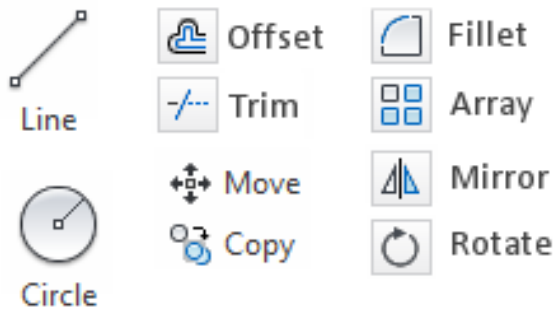 Line
Circle
Offset
Trim
Move
Copy
Fillet
Array
Mirror
Rotate